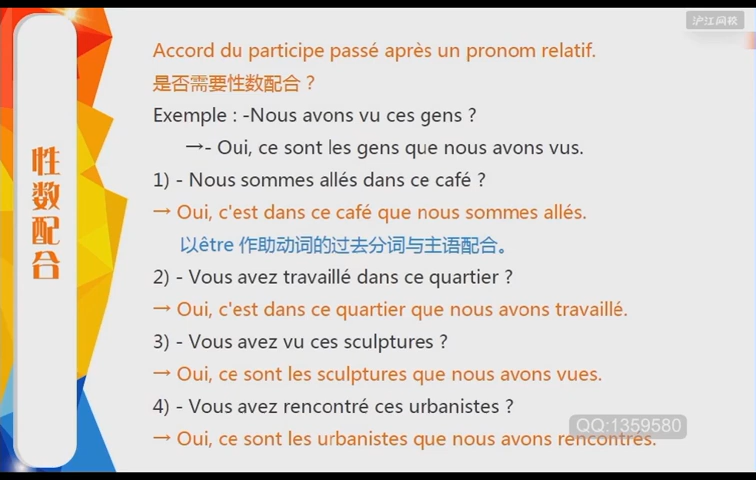 沪江网校
Accord du participe passé après un pronom relatif.
是否需要性数配合？
Exemple : -Nous avons vu ces gens ?
→- Oui, ce sont les gens que nous avons vus.
1) - Nous sommes allés dans ce café ?
→ Oui, c'est dans ce café que nous sommes allés.
以être 作助动词的过去分词与主语配合。
2) - Vous avez travaillé dans ce quartier ?
→ Oui, c'est dans ce quartier que nous avons travaillé.
3) - Vous avez vu ces sculptures ?
→ Oui, ce sont les sculptures que nous avons vues.
4) - Vous avez rencontré ces urbanistes ?
QQ:1359580
→ Oui, ce sont les urbanistes que nous avons rencontrés.
性数配合